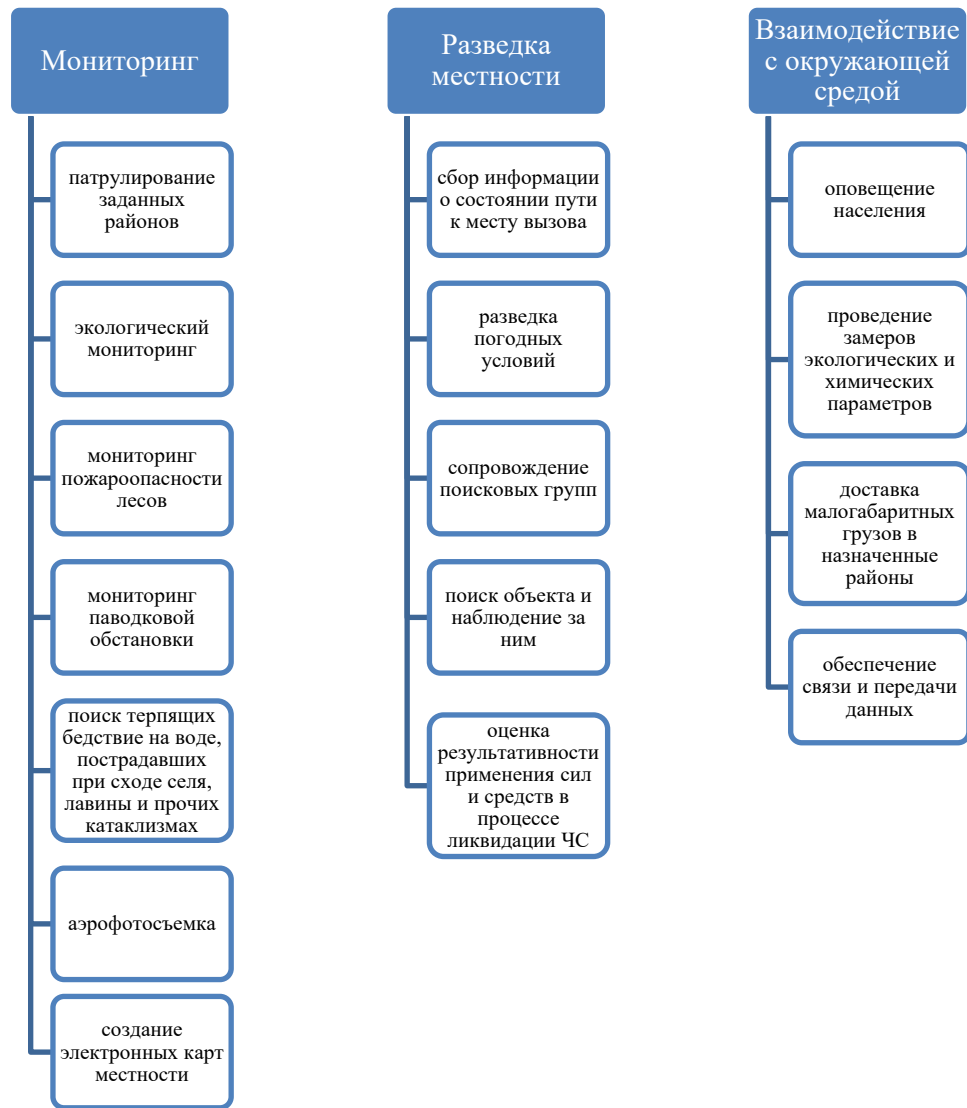 Мониторинг
патрулирование
заданных
районов
экологический
мониторинг
мониторинг
пожароопасности
лесов
мониторинг
паводковой
обстановки
поиск терпящих
бедствие на воде,
пострадавших
при сходе селя,
лавины и прочих
катаклизмах
аэрофотосъемка
создание
электронных карт
местности
Разведка
местности
сбор информации
о состоянии пути
к месту вызова
разведка
погодных
условий
сопровождение
поисковых групп
поиск объекта и
наблюдение за
ним
оценка
результативности
применения сил
и средств в
процессе
ликвидации ЧС
Взаимодействие
с окружающей
средой
оповещение
населения
проведение
замеров
экологических и
химических
параметров
доставка
малогабаритных
грузов в
назначенные
районы
обеспечение
связи и передачи
данных